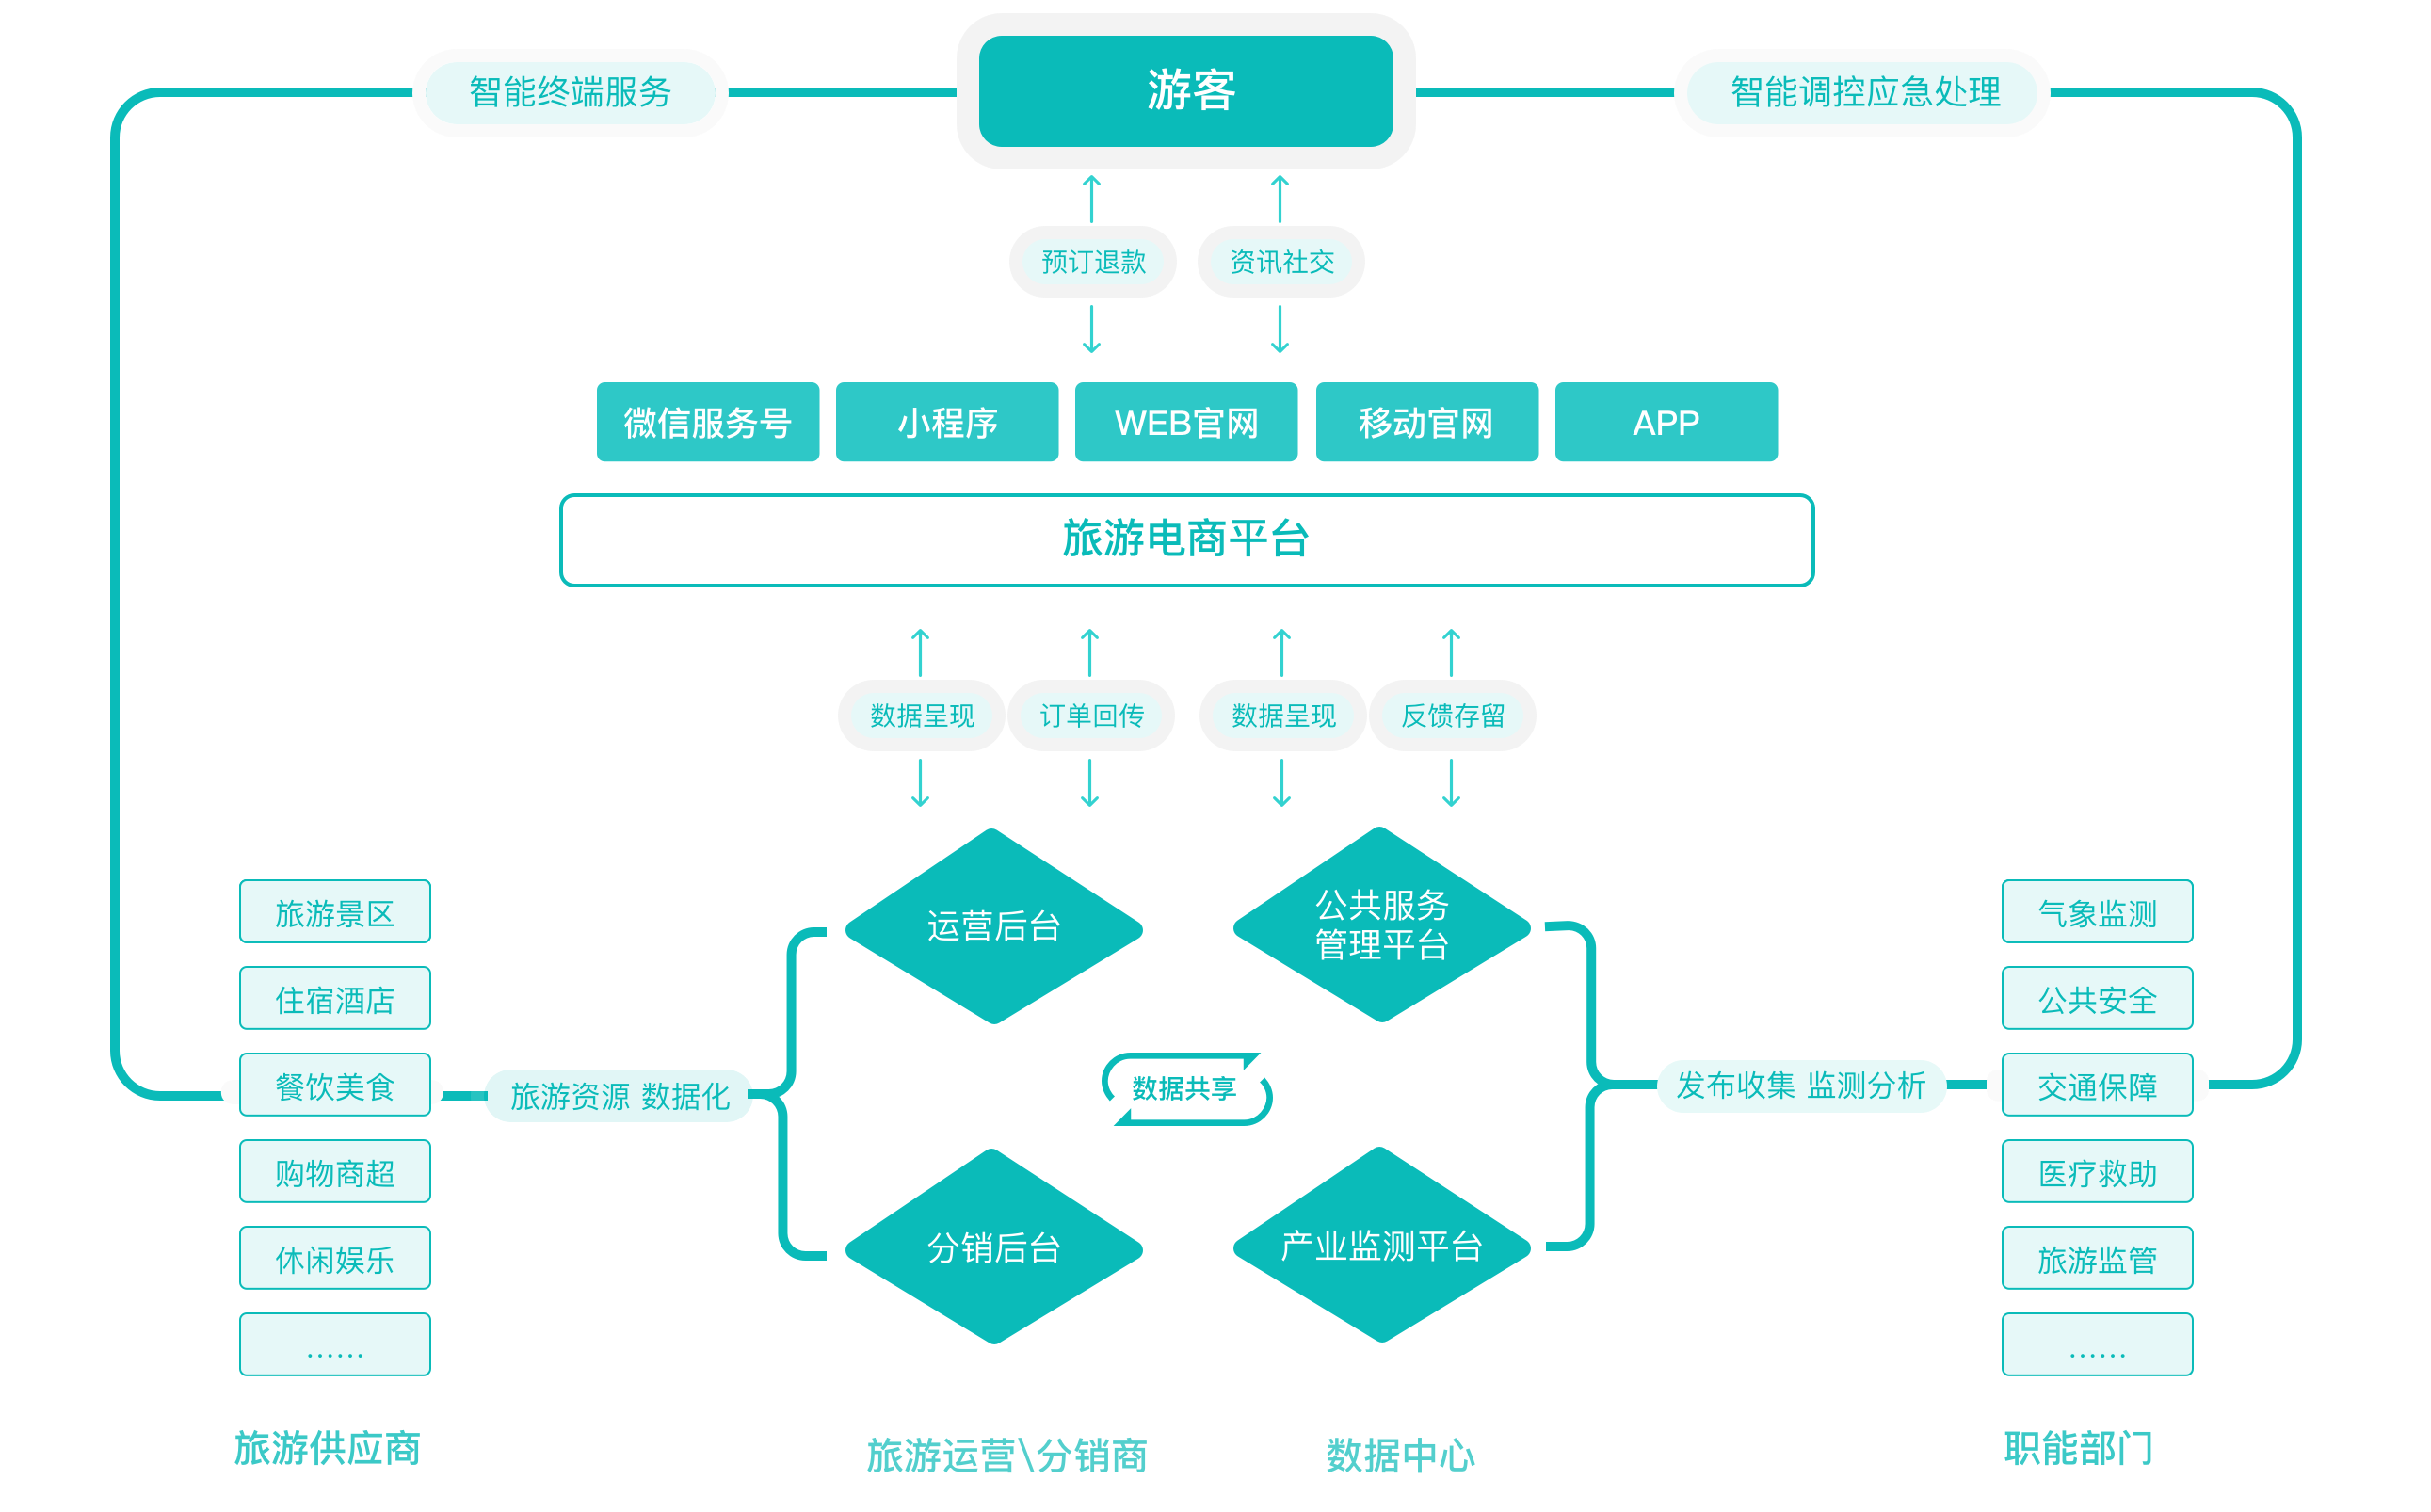 游客
智能终端服务
智能调控应急处理
预订退款
资讯社交
微信服务号
小程序
WEB官网
移动官网
APP
旅游电商平台
数据呈现
订单回传
数据呈现
反馈存留
运营后台
公共服务
管理平台
旅游景区
住宿酒店
餐饮美食
购物商超
休闲娱乐
……
旅游资源 数据化
数据共享
发布收集 监测分析
气象监测
公共安全
交通保障
医疗救助
旅游监管
……
分销后台
产业监测平台
旅游供应商
旅游运营\分销商
数据中心
职能部门